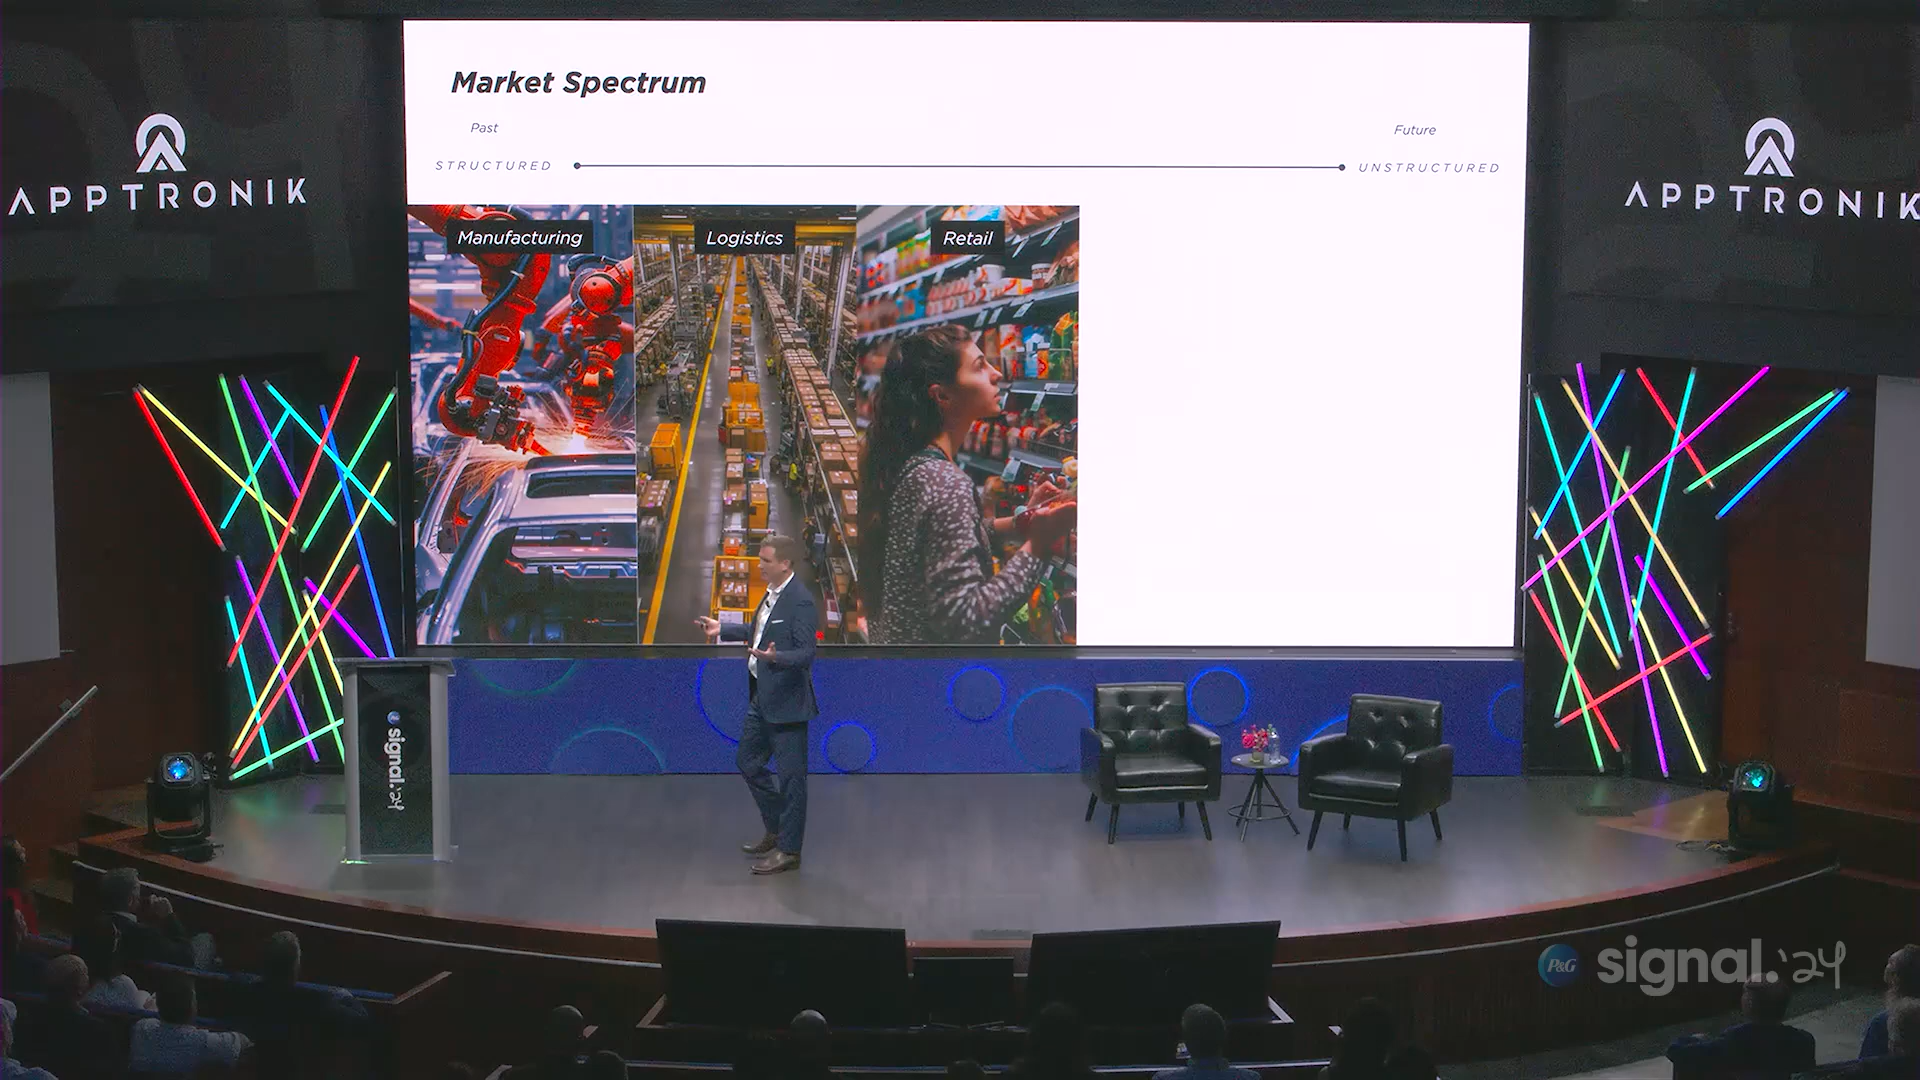 Market Spectrum
Past
Future
STRUCTURED
UNSTRUCTURED
APPTRONIK
APPTRONIK
Manufacturing
Logistics
Retail
signal.'24
P&G signal.'24